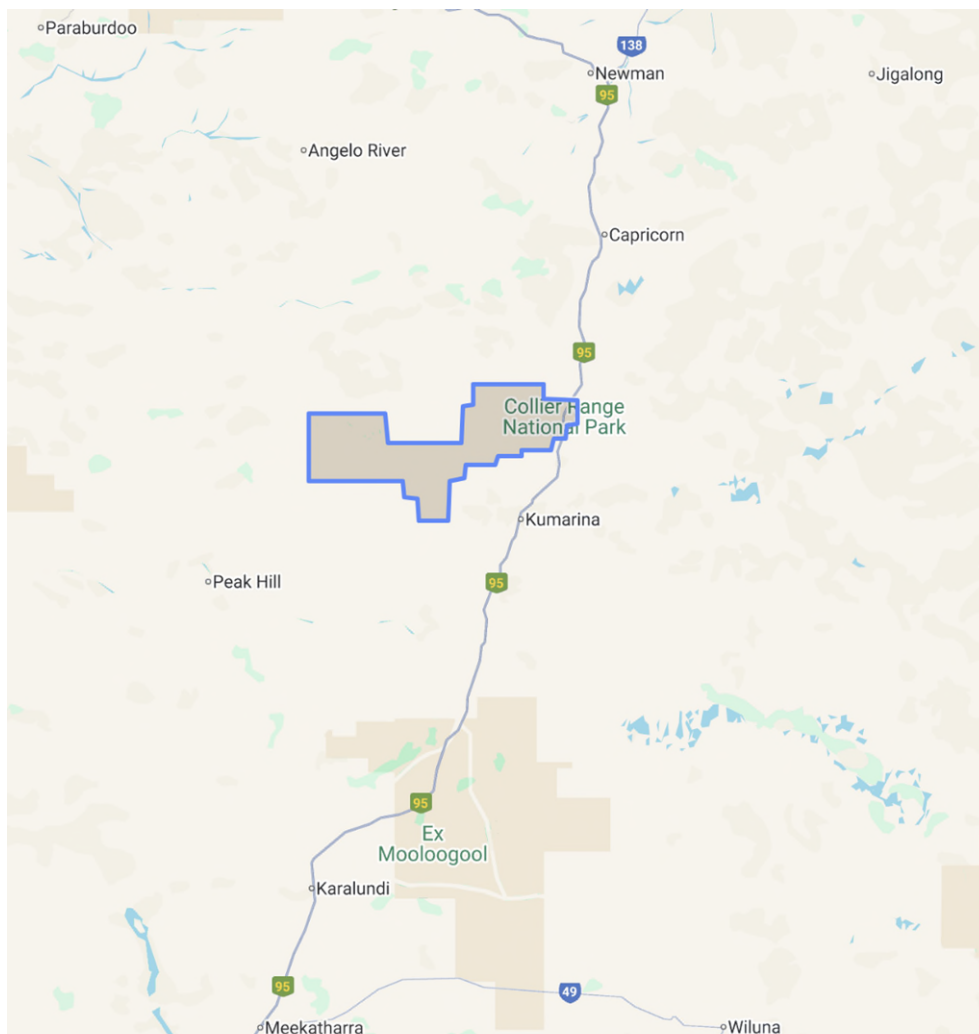 Paraburdoo
138
Newman
Jigalong
95
Angelo River
Capricorn
95
Collier Range
National Park
Kumarina
Peak Hill
95
95
Ex
Mooloogool
Karalundi
95
49
Meekatharra
Wiluna